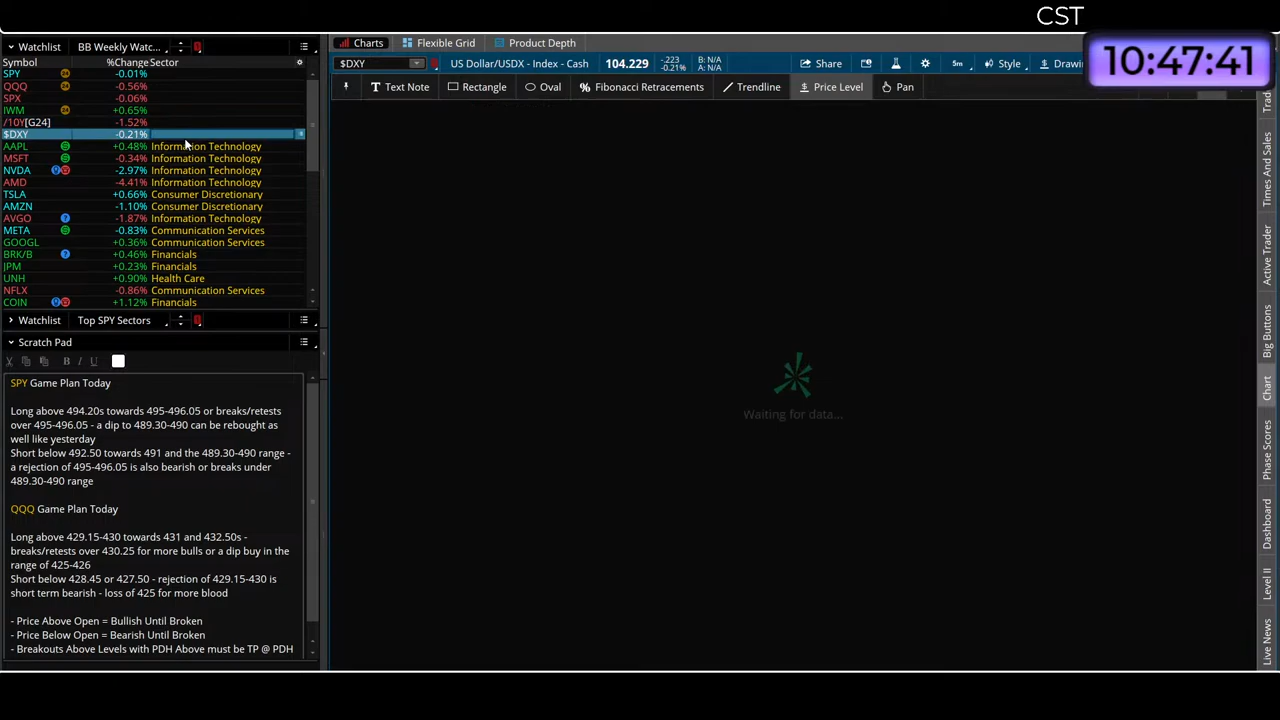 CST
10:47:41
Watchlist BB Weekly Watc...
Charts Flexible Grid Product Depth
Symbol %Change Sector
$DXY US Dollar/USDX - Index - Cash 104.229 -.223 -0.21% B: N/A A: N/A Share 5m Style Drawin
Text Note Rectangle Oval Fibonacci Retracements Trendline Price Level Pan
SPY 24 -0.01%
QQQ 24 -0.56%
SPX -0.06%
IWM 24 +0.65%
/10Y[G24] -1.52%
$DXY -0.21%
AAPL +0.48% Information Technology
MSFT -0.34% Information Technology
NVDA -2.97% Information Technology
AMD -4.41% Information Technology
TSLA +0.66% Consumer Discretionary
AMZN -1.10% Consumer Discretionary
AVGO ? -1.87% Information Technology
META -0.83% Communication Services
GOOGL +0.36% Communication Services
BRK/B ? +0.46% Financials
JPM +0.23% Financials
UNH +0.90% Health Care
NFLX -0.86% Communication Services
COIN +1.12% Financials
Watchlist Top SPY Sectors
Scratch Pad
B I U
SPY Game Plan Today
Long above 494.20s towards 495-496.05 or breaks/retests
over 495-496.05 - a dip to 489.30-490 can be rebought as
well like yesterday
Short below 492.50 towards 491 and the 489.30-490 range -
a rejection of 495-496.05 is also bearish or breaks under
489.30-490 range
QQQ Game Plan Today
Long above 429.15-430 towards 431 and 432.50s -
breaks/retests over 430.25 for more bulls or a dip buy in the
range of 425-426
Short below 428.45 or 427.50 - rejection of 429.15-430 is
short term bearish - loss of 425 for more blood
- Price Above Open = Bullish Until Broken
- Price Below Open = Bearish Until Broken
- Breakouts Above Levels with PDH Above must be TP @ PDH
Waiting for data...
Trad
Times And Sales
Active Trader
Big Buttons
Chart
Phase Scores
Dashboard
Level II
Live News